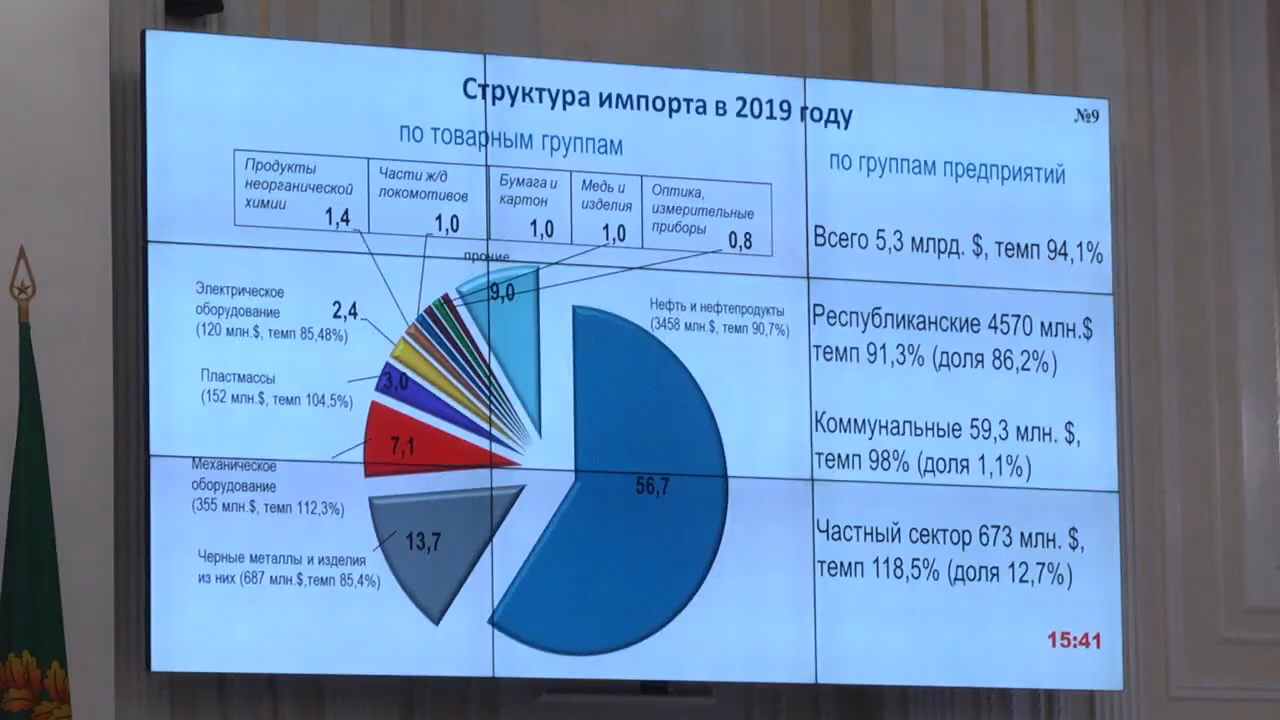 Структура импорта в 2019 году
№9
по товарным группам
Продукты
неорганической
химии
1,4
Части ж/д
локомотивов
1,0
Бумага и
картон
1,0
Медь и
изделия
1,0
Оптика,
измерительные
приборы
0,8
прочие
9,0
Электрическое
оборудование
(120 млн.$, темп 85,48%)
2,4
Пластмассы
(152 млн.$, темп 104,5%)
3,0
Механическое
оборудование
(355 млн.$, темп 112,3%)
7,1
Черные металлы и изделия
из них (687 млн.$,темп 85,4%)
13,7
Нефть и нефтепродукты
(3458 млн.$, темп 90,7%)
56,7
по группам предприятий
Всего 5,3 млрд. $, темп 94,1%
Республиканские 4570 млн.$
темп 91,3% (доля 86,2%)
Коммунальные 59,3 млн. $,
темп 98% (доля 1,1%)
Частный сектор 673 млн. $,
темп 118,5% (доля 12,7%)
15:41